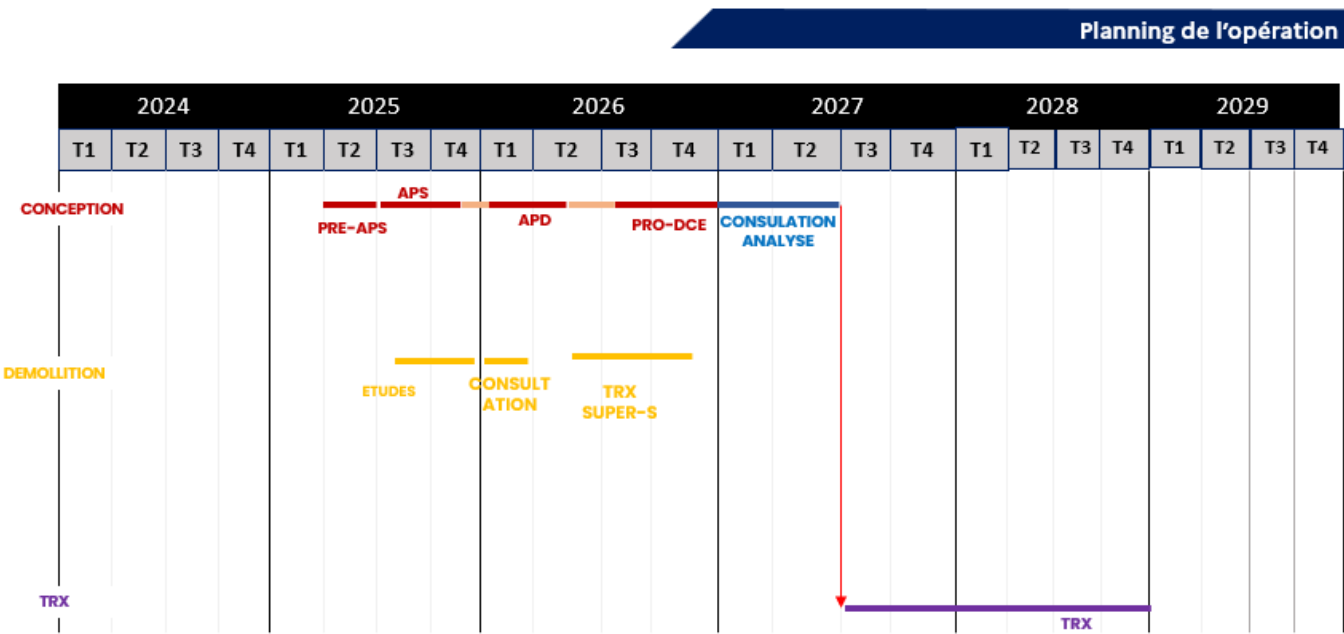 Planning de l'opération
2024 2025 2026 2027 2028 2029
T1 T2 T3 T4 T1 T2 T3 T4 T1 T2 T3 T4 T1 T2 T3 T4 T1 T2 T3 T4 T1 T2 T3 T4
APS
CONCEPTION
PRE-APS
APD
PRO-DCE
CONSULATION
ANALYSE
DEMOLLITION
ETUDES
CONSULT
ATION
TRX
SUPER-S
TRX
TRX